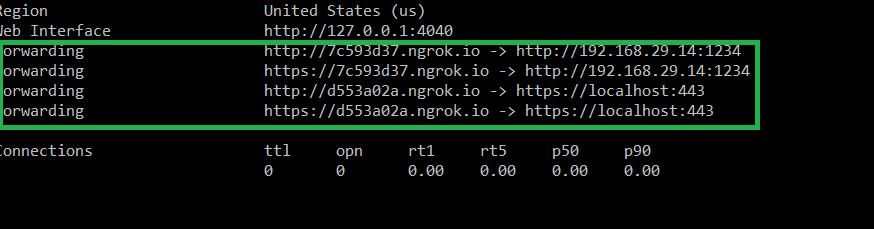 Region United States (us)
Web Interface http://127.0.0.1:4040
orwarding http://7c593d37.ngrok.io -> http://192.168.29.14:1234
orwarding https://7c593d37.ngrok.io -> http://192.168.29.14:1234
orwarding http://d553a02a.ngrok.io -> https://localhost:443
orwarding https://d553a02a.ngrok.io -> https://localhost:443
Connections ttl opn rt1 rt5 p50 p90
0 0 0.00 0.00 0.00 0.00